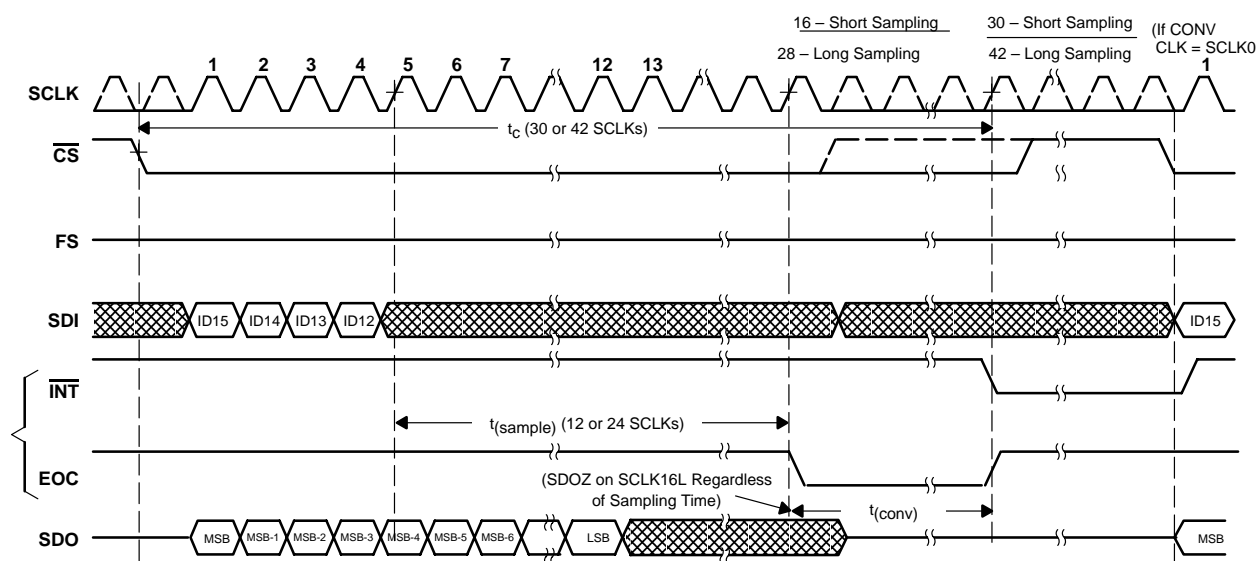 16 – Short Sampling
30 – Short Sampling
(If CONV
CLK = SCLK0
28 – Long Sampling
42 – Long Sampling
1 2 3 4 5 6 7 12 13 1
SCLK
tc (30 or 42 SCLKs)
CS
FS
SDI
ID15 ID14 ID13 ID12 ID15
INT
t(sample) (12 or 24 SCLKs)
EOC
(SDOZ on SCLK16L Regardless
of Sampling Time)
t(conv)
SDO
MSB MSB-1 MSB-2 MSB-3 MSB-4 MSB-5 MSB-6 LSB MSB